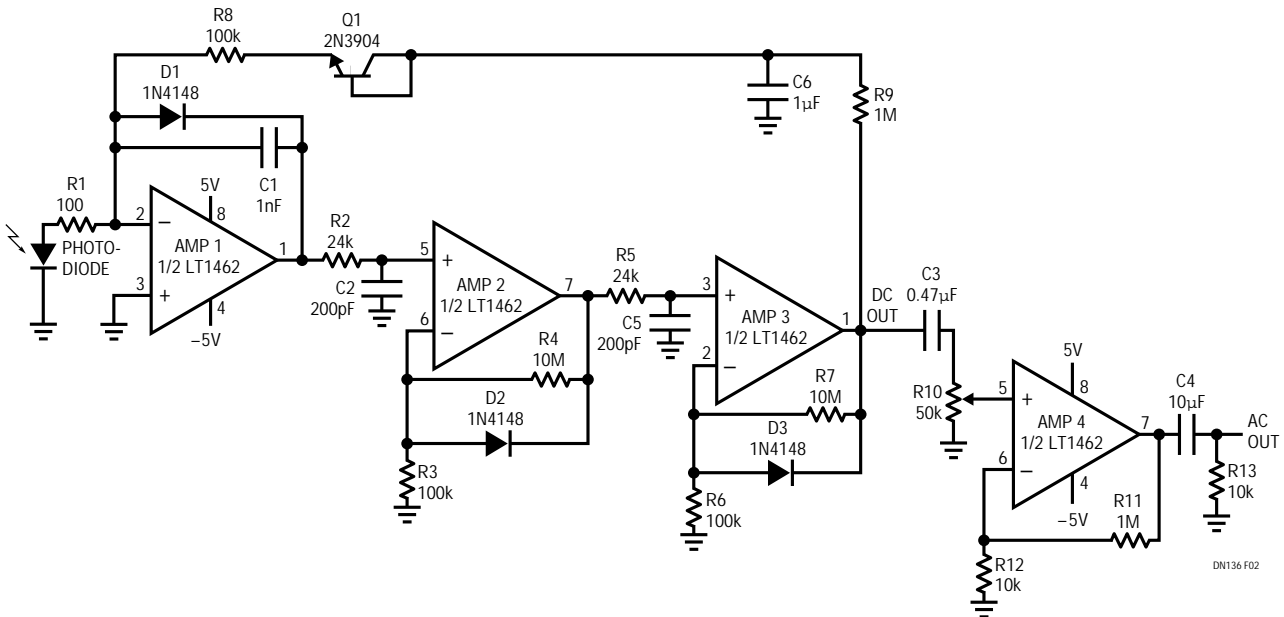 R8
100k
Q1
2N3904
D1
1N4148
C6
1µF
R9
1M
C1
1nF
R1
100
5V
2
−
8
AMP 1
1/2 LT1462
1
3
+
4
−5V
PHOTO-
DIODE
R2
24k
C2
200pF
5
+
AMP 2
1/2 LT1462
7
6
−
R4
10M
D2
1N4148
R3
100k
R5
24k
C5
200pF
3
+
AMP 3
1/2 LT1462
1
2
−
R7
10M
D3
1N4148
R6
100k
DC
OUT
C3
0.47µF
R10
50k
5V
5
+
8
AMP 4
1/2 LT1462
7
6
−
4
−5V
C4
10µF
AC
OUT
R13
10k
R11
1M
R12
10k
DN136 F02